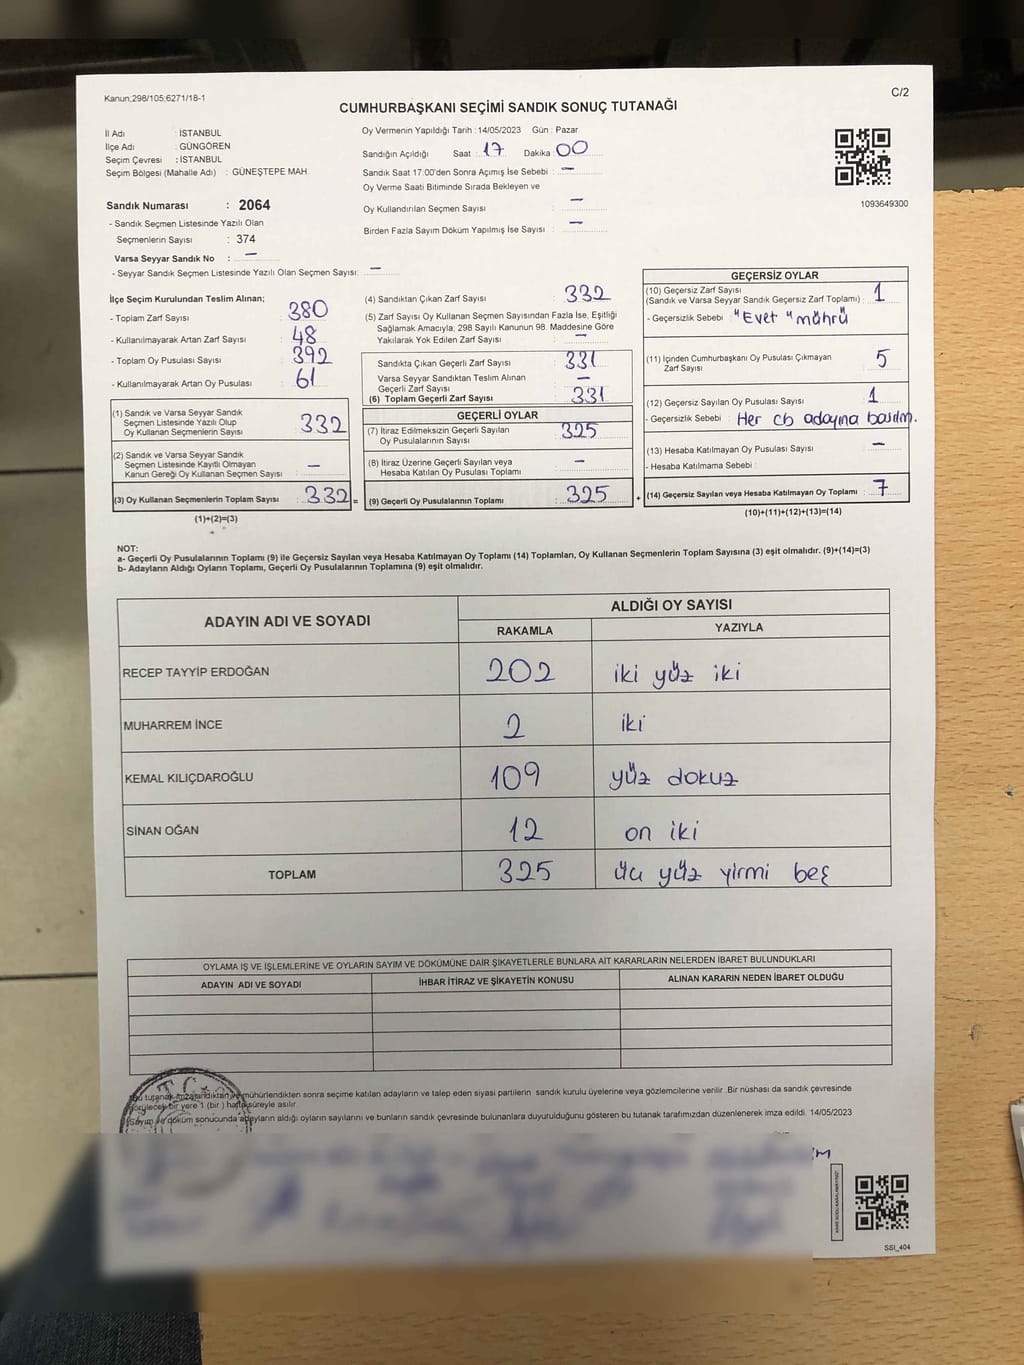 Kanun;298/105;6271/18-1
C/2
CUMHURBAŞKANI SEÇİMİ SANDIK SONUÇ TUTANAĞI
İl Adı : İSTANBUL
İlçe Adı : GÜNGÖREN
Seçim Çevresi : İSTANBUL
Seçim Bölgesi (Mahalle Adı) : GÜNEŞTEPE MAH.
Sandık Numarası : 2064
- Sandık Seçmen Listesinde Yazılı Olan
Seçmenlerin Sayısı : 374
Varsa Seyyar Sandık No : —
- Seyyar Sandık Seçmen Listesinde Yazılı Olan Seçmen Sayısı: —
Oy Vermenin Yapıldığı Tarih : 14/05/2023 Gün : Pazar
Sandığın Açıldığı Saat : 17 Dakika : 00
Sandık Saat 17:00'den Sonra Açımış İse Sebebi : —
Oy Verme Saati Bitiminde Sırada Bekleyen ve
Oy Kullandırılan Seçmen Sayısı : —
Birden Fazla Sayım Döküm Yapılmış İse Sayısı : —
1093649300
İlçe Seçim Kurulundan Teslim Alınan;
- Toplam Zarf Sayısı : 380
- Kullanılmayarak Artan Zarf Sayısı : 48
- Toplam Oy Pusulası Sayısı : 392
- Kullanılmayarak Artan Oy Pusulası : 61
(1) Sandık ve Varsa Seyyar Sandık
Seçmen Listesinde Yazılı Olup
Oy Kullanan Seçmenlerin Sayısı : 332
(2) Sandık ve Varsa Seyyar Sandık
Seçmen Listesinde Kayıtlı Olmayan
Kanun Gereği Oy Kullanan Seçmen Sayısı : —
(3) Oy Kullanan Seçmenlerin Toplam Sayısı : 332 =
(1)+(2)=(3)
(4) Sandıktan Çıkan Zarf Sayısı : 332
(5) Zarf Sayısı Oy Kullanan Seçmen Sayısından Fazla İse, Eşitliği
Sağlamak Amacıyla, 298 Sayılı Kanunun 98. Maddesine Göre
Yakılarak Yok Edilen Zarf Sayısı : —
Sandıkta Çıkan Geçerli Zarf Sayısı : 331
Varsa Seyyar Sandıktan Teslim Alınan
Geçerli Zarf Sayısı : —
(6) Toplam Geçerli Zarf Sayısı : 331
GEÇERLİ OYLAR
(7) İtiraz Edilmeksizin Geçerli Sayılan
Oy Pusulalarının Sayısı : 325
(8) İtiraz Üzerine Geçerli Sayılan veya
Hesaba Katılan Oy Pusulası Toplamı : —
(9) Geçerli Oy Pusulalarının Toplamı : 325 +
GEÇERSİZ OYLAR
(10) Geçersiz Zarf Sayısı
(Sandık ve Varsa Seyyar Sandık Geçersiz Zarf Toplamı) : 1
- Geçersizlik Sebebi : "Evet" mührü
(11) İçinden Cumhurbaşkanı Oy Pusulası Çıkmayan
Zarf Sayısı : 5
(12) Geçersiz Sayılan Oy Pusulası Sayısı : 1
- Geçersizlik Sebebi : Her cb adayına basılm.
(13) Hesaba Katılmayan Oy Pusulası Sayısı : —
- Hesaba Katılmama Sebebi :
(14) Geçersiz Sayılan veya Hesaba Katılmayan Oy Toplamı : 7
(10)+(11)+(12)+(13)=(14)
NOT:
a- Geçerli Oy Pusulalarının Toplamı (9) ile Geçersiz Sayılan veya Hesaba Katılmayan Oy Toplamı (14) Toplamları, Oy Kullanan Seçmenlerin Toplam Sayısına (3) eşit olmalıdır. (9)+(14)=(3)
b- Adayların Aldığı Oyların Toplamı, Geçerli Oy Pusulalarının Toplamına (9) eşit olmalıdır.
ADAYIN ADI VE SOYADI
ALDIĞI OY SAYISI
RAKAMLA YAZIYLA
RECEP TAYYİP ERDOĞAN 202 iki yüz iki
MUHARREM İNCE 2 iki
KEMAL KILIÇDAROĞLU 109 yüz dokuz
SİNAN OĞAN 12 on iki
TOPLAM 325 üç yüz yirmi beş
OYLAMA İŞ VE İŞLEMLERİNE VE OYLARIN SAYIM VE DÖKÜMÜNE DAİR ŞİKAYETLERLE BUNLARA AİT KARARLARIN NELERDEN İBARET BULUNDUKLARI
ADAYIN ADI VE SOYADI İHBAR İTİRAZ VE ŞİKAYETİN KONUSU ALINAN KARARIN NEDEN İBARET OLDUĞU
mühürlendikten sonra seçime katılan adayların ve talep eden siyasi partilerin sandık kurulu üyelerine veya gözlemcilerine verilir .Bir nüshası da sandık çevresinde
görülecek bir yere 1 (bir ) hafta süreyle asılır.
Sayım ve döküm sonucunda adayların aldığı oyların sayılarını ve bunların sandık çevresinde bulunanlara duyurulduğunu gösteren bu tutanak tarafımızdan düzenlenerek imza edildi. 14/05/2023
SSI_404